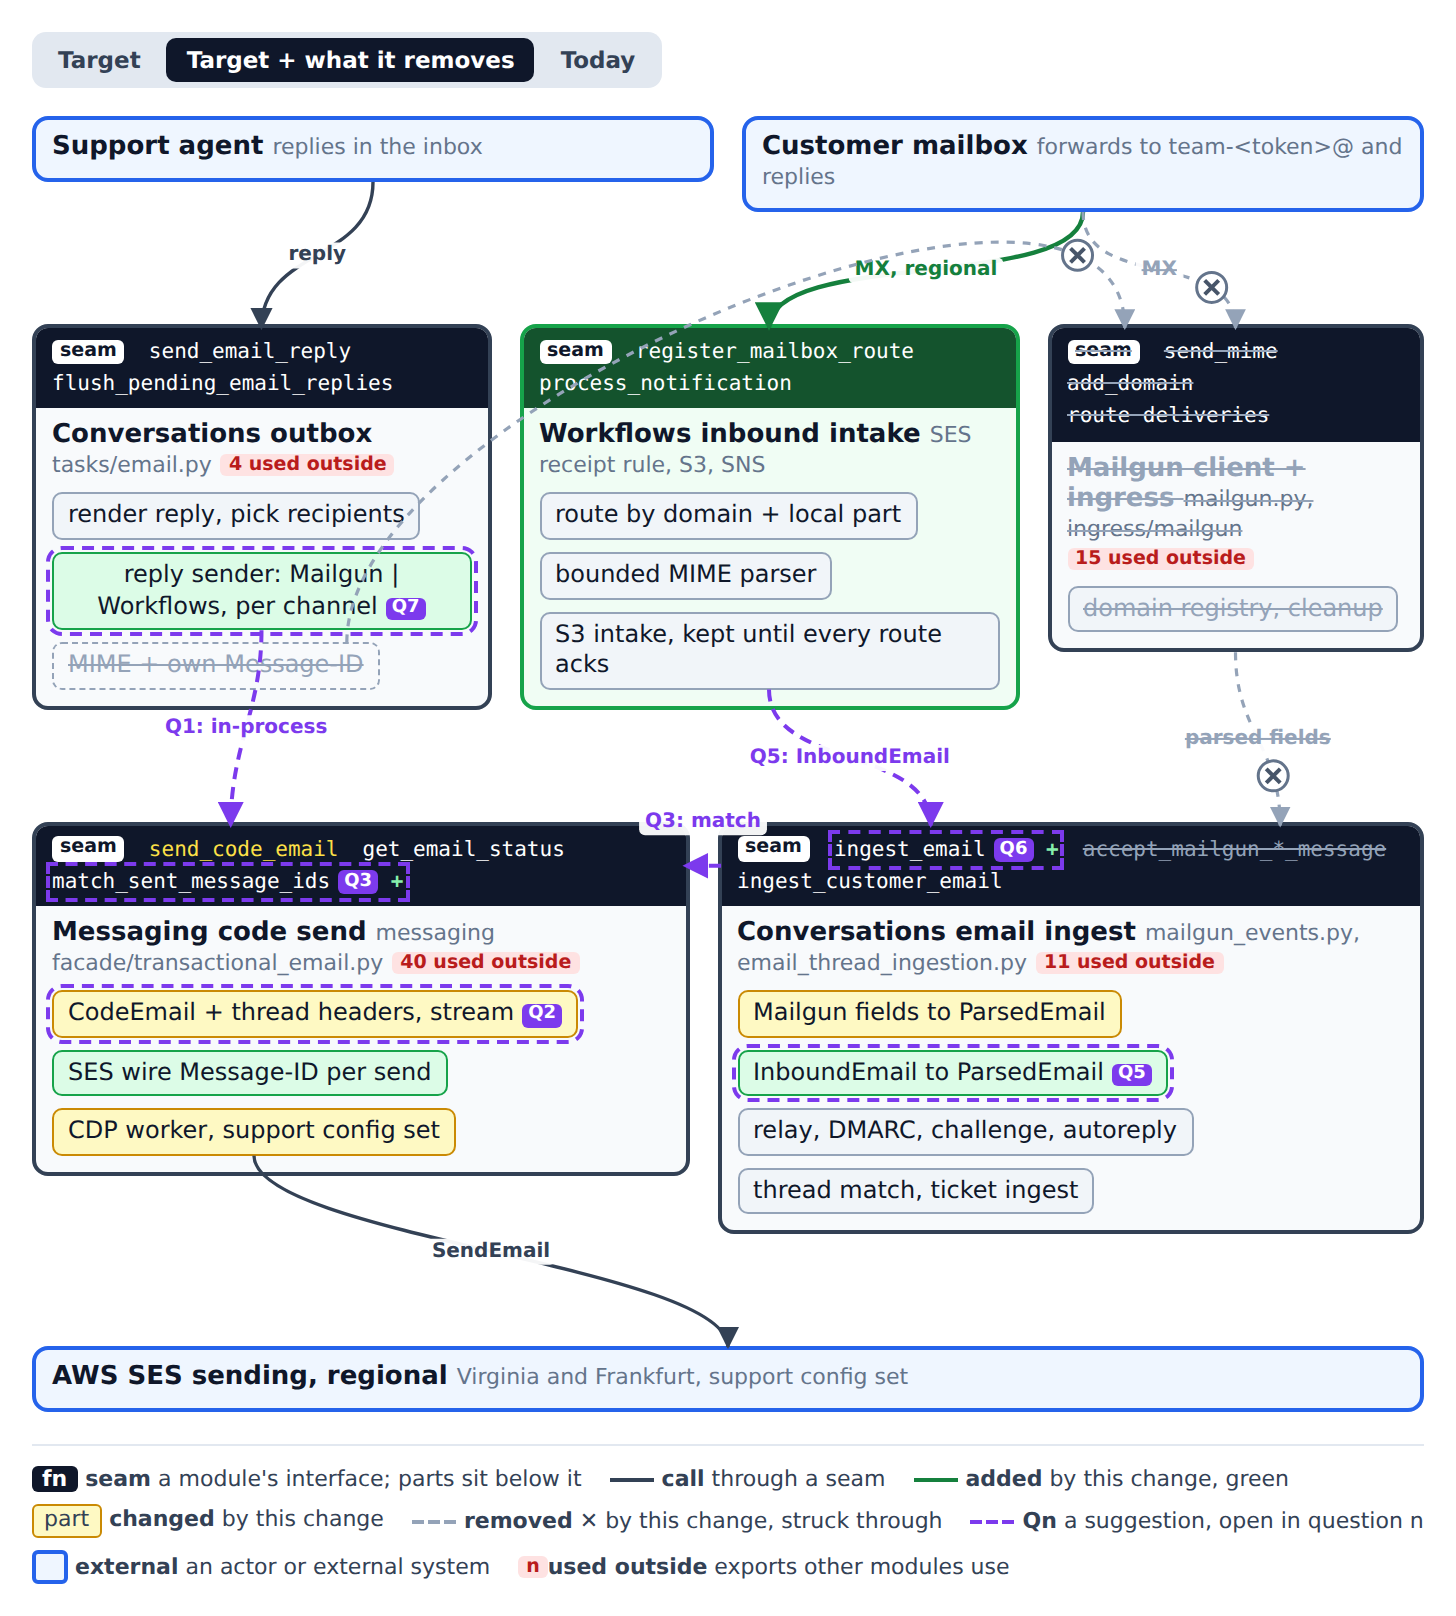 Target
Target + what it removes
Today
Support agent replies in the inbox
Customer mailbox forwards to team-<token>@ and
replies
reply
MX, regional
MX
seam send_email_reply
flush_pending_email_replies
Conversations outbox
tasks/email.py 4 used outside
render reply, pick recipients
reply sender: Mailgun |
Workflows, per channel Q7
MIME + own Message-ID
seam register_mailbox_route
process_notification
Workflows inbound intake SES
receipt rule, S3, SNS
route by domain + local part
bounded MIME parser
S3 intake, kept until every route
acks
seam send_mime
add_domain
route_deliveries
Mailgun client +
ingress mailgun.py,
ingress/mailgun
15 used outside
domain registry, cleanup
Q1: in-process
Q5: InboundEmail
parsed fields
Q3: match
seam send_code_email get_email_status
match_sent_message_ids Q3 +
Messaging code send messaging
facade/transactional_email.py 40 used outside
CodeEmail + thread headers, stream Q2
SES wire Message-ID per send
CDP worker, support config set
seam ingest_email Q6 + accept_mailgun_*_message
ingest_customer_email
Conversations email ingest mailgun_events.py,
email_thread_ingestion.py 11 used outside
Mailgun fields to ParsedEmail
InboundEmail to ParsedEmail Q5
relay, DMARC, challenge, autoreply
thread match, ticket ingest
SendEmail
AWS SES sending, regional Virginia and Frankfurt, support config set
fn seam a module's interface; parts sit below it call through a seam added by this change, green
part changed by this change removed ✕ by this change, struck through Qn a suggestion, open in question n
external an actor or external system n used outside exports other modules use